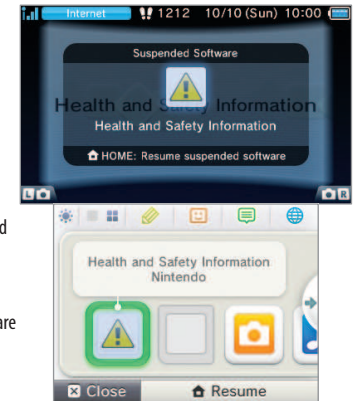 Internet 1212 10/10 (Sun) 10:00
Suspended Software
Health and Safety Information
Health and Safety Information
HOME: Resume suspended software
L R
d
Health and Safety Information
Nintendo
are
Close Resume